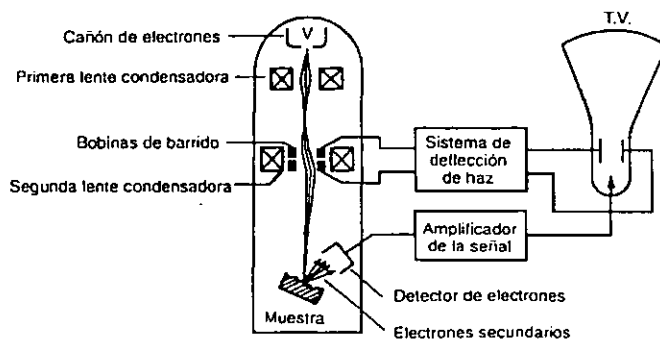 T.V.
Cañón de electrones
V
Primera lente condensadora
Bobinas de barrido
Segunda lente condensadora
Sistema
de
deflección
de haz
Amplificador
de la señal
Detector de electrones
Muestra
Electrones secundarios